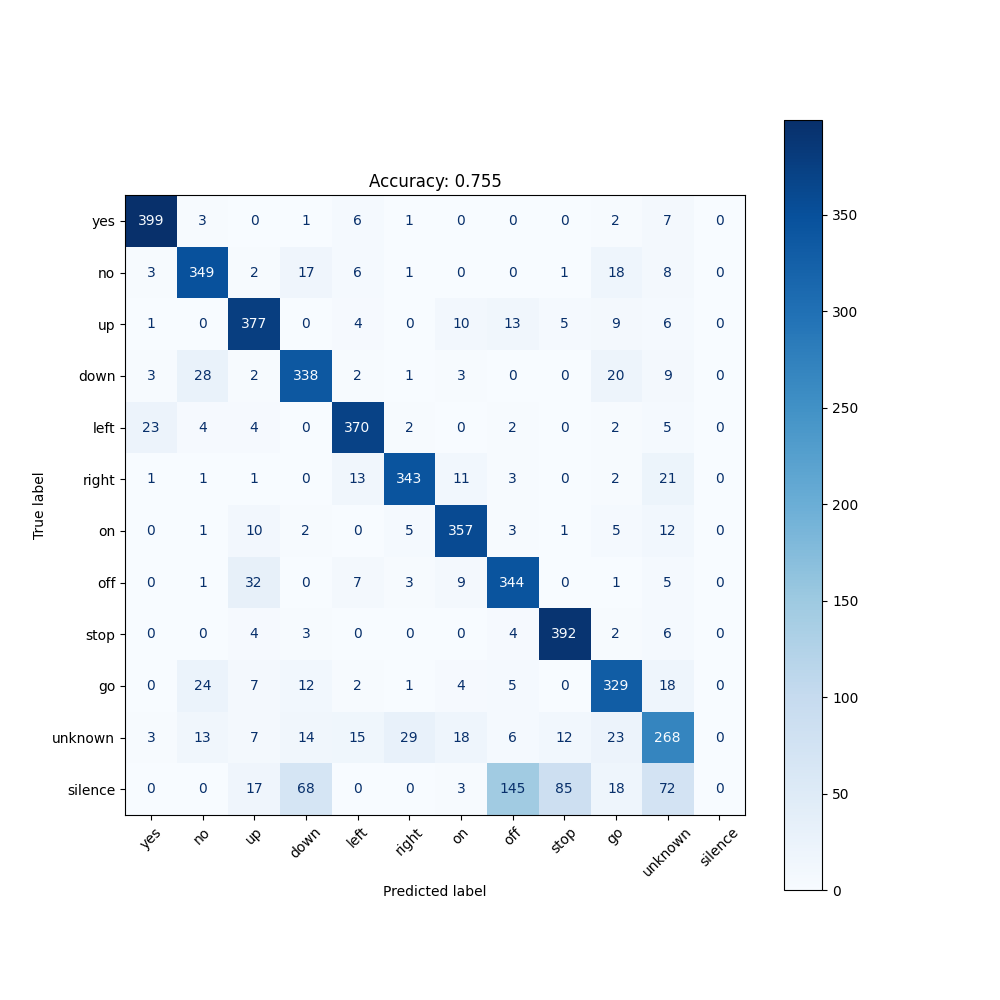 Accuracy: 0.755
yes 399 3 0 1 6 1 0 0 0 2 7 0
no 3 349 2 17 6 1 0 0 1 18 8 0
up 1 0 377 0 4 0 10 13 5 9 6 0
down 3 28 2 338 2 1 3 0 0 20 9 0
left 23 4 4 0 370 2 0 2 0 2 5 0
right 1 1 1 0 13 343 11 3 0 2 21 0
on 0 1 10 2 0 5 357 3 1 5 12 0
off 0 1 32 0 7 3 9 344 0 1 5 0
stop 0 0 4 3 0 0 0 4 392 2 6 0
go 0 24 7 12 2 1 4 5 0 329 18 0
unknown 3 13 7 14 15 29 18 6 12 23 268 0
silence 0 0 17 68 0 0 3 145 85 18 72 0
yes no up down left right on off stop go unknown silence
Predicted label
True label
350
300
250
200
150
100
50
0